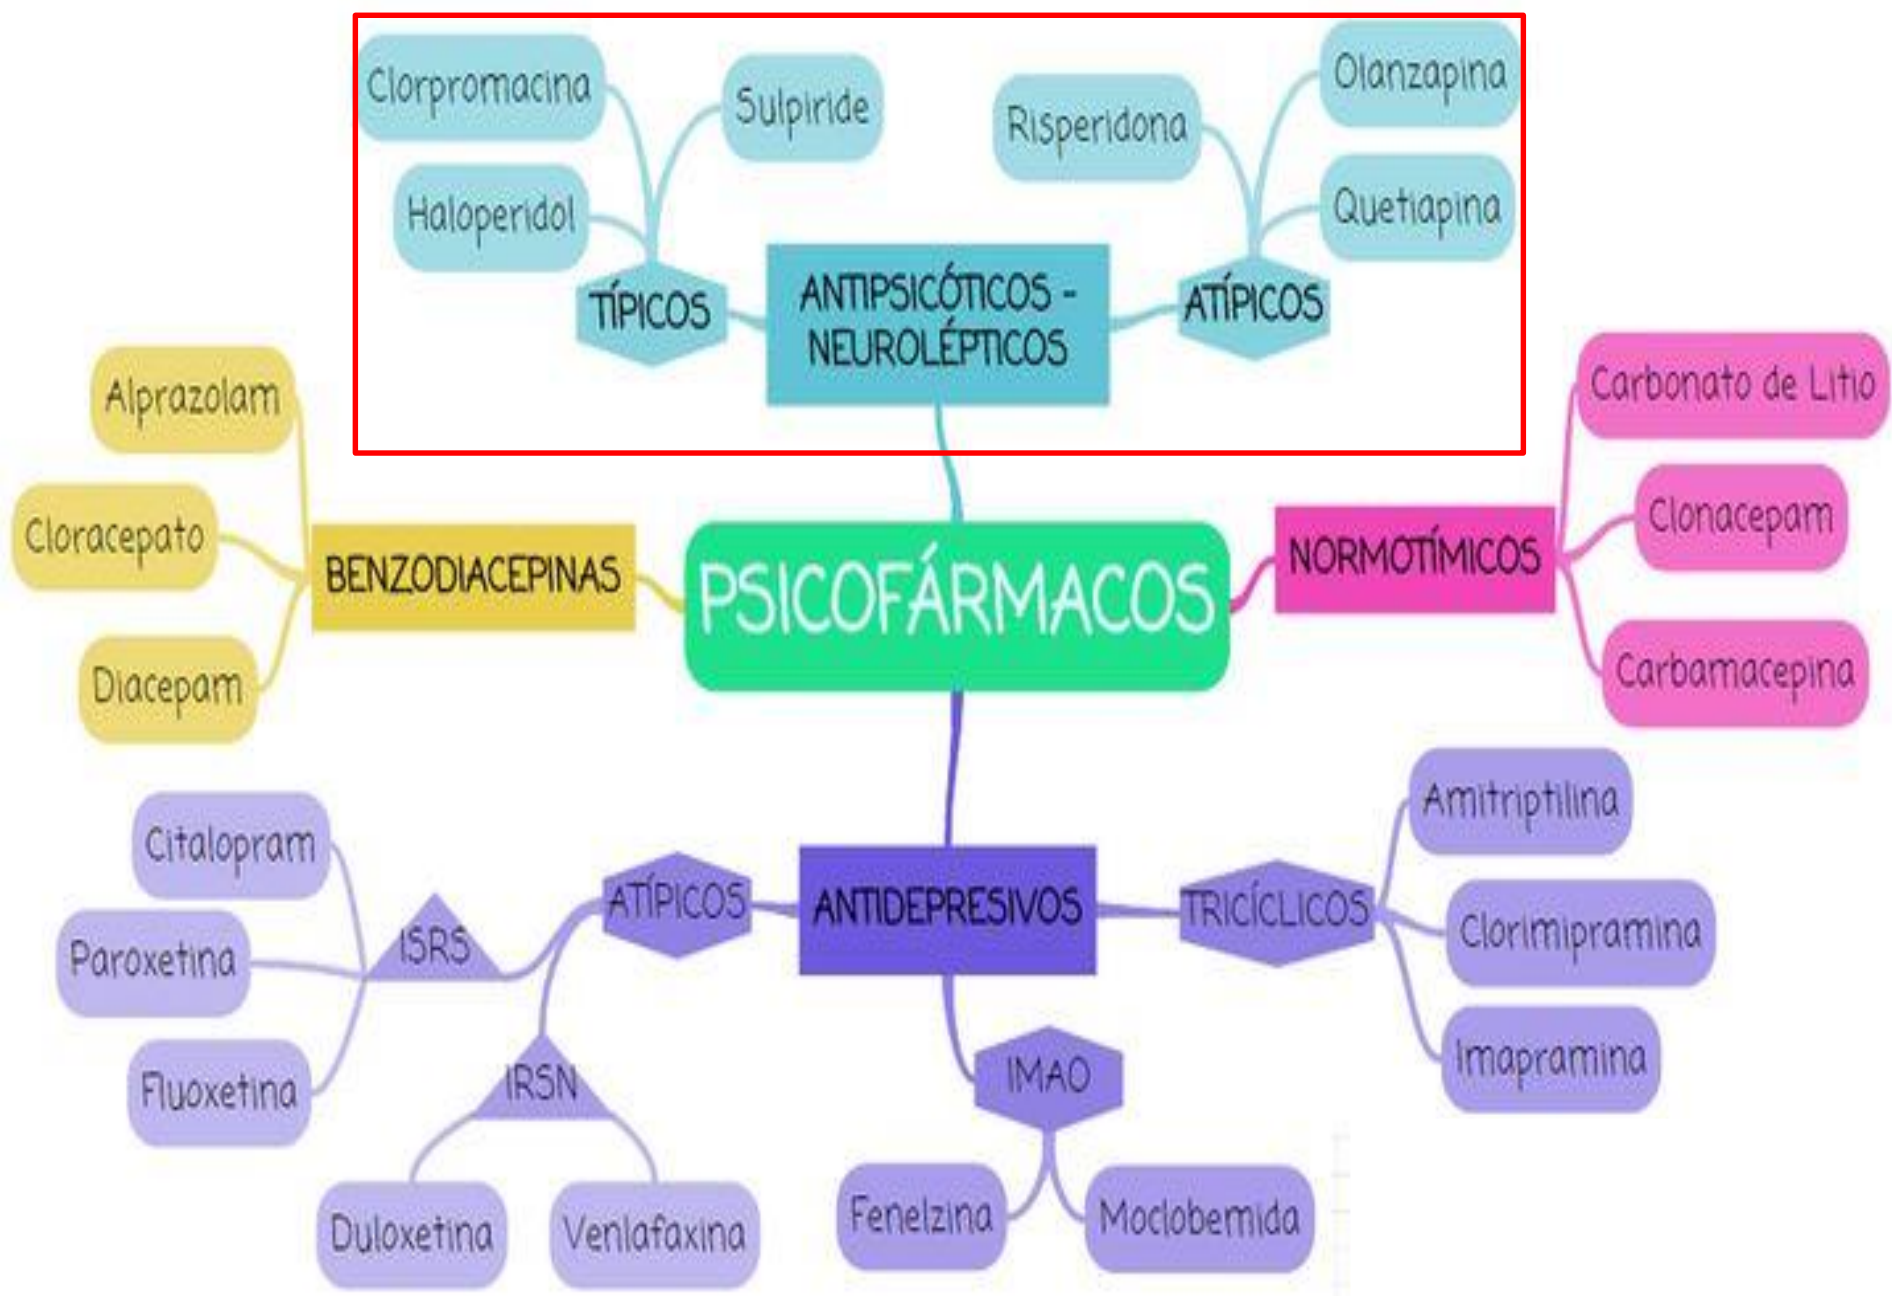 Clorpromacina
Sulpiride
Haloperidol
TÍPICOS
ANTIPSICÓTICOS -
NEUROLÉPTICOS
ATÍPICOS
Risperidona
Olanzapina
Quetiapina
Alprazolam
Cloracepato
Diacepam
BENZODIACEPINAS
PSICOFÁRMACOS
NORMOTÍMICOS
Carbonato de Litio
Clonacepam
Carbamacepina
Citalopram
Paroxetina
Fluoxetina
ISRS
ATÍPICOS
IRSN
Duloxetina
Venlafaxina
ANTIDEPRESIVOS
IMAO
Fenelzina
Moclobemida
TRICÍCLICOS
Amitriptilina
Clorimipramina
Imapramina